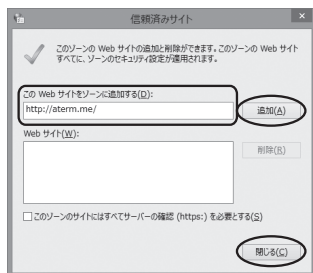 信頼済みサイト
×
このゾーンの Web サイトの追加と削除ができます。このゾーンの Web サイト
すべてに、ゾーンのセキュリティ設定が適用されます。
この Web サイトをゾーンに追加する(D):
http://aterm.me/
追加(A)
Web サイト(W):
削除(R)
このゾーンのサイトにはすべてサーバーの確認 (https:) を必要とする(S)
閉じる(C)